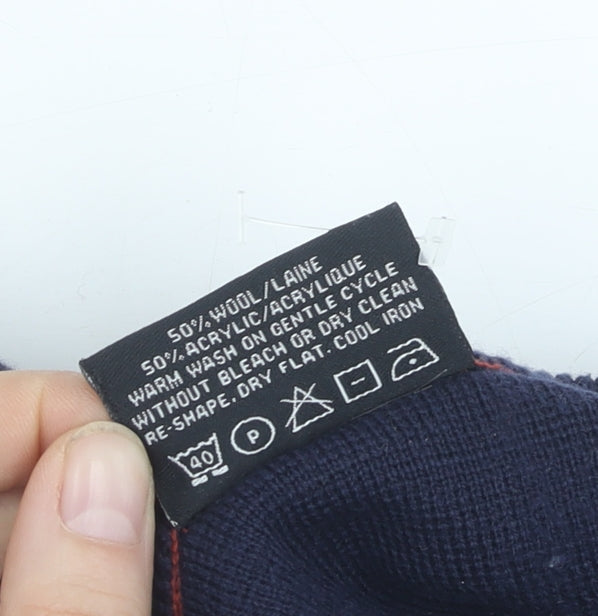 50% WOOL/LAINE
50% ACRYLIC/ACRYLIQUE
WARM WASH ON GENTLE CYCLE
WITHOUT BLEACH OR DRY CLEAN
RE-SHAPE. DRY FLAT. COOL IRON
40 P